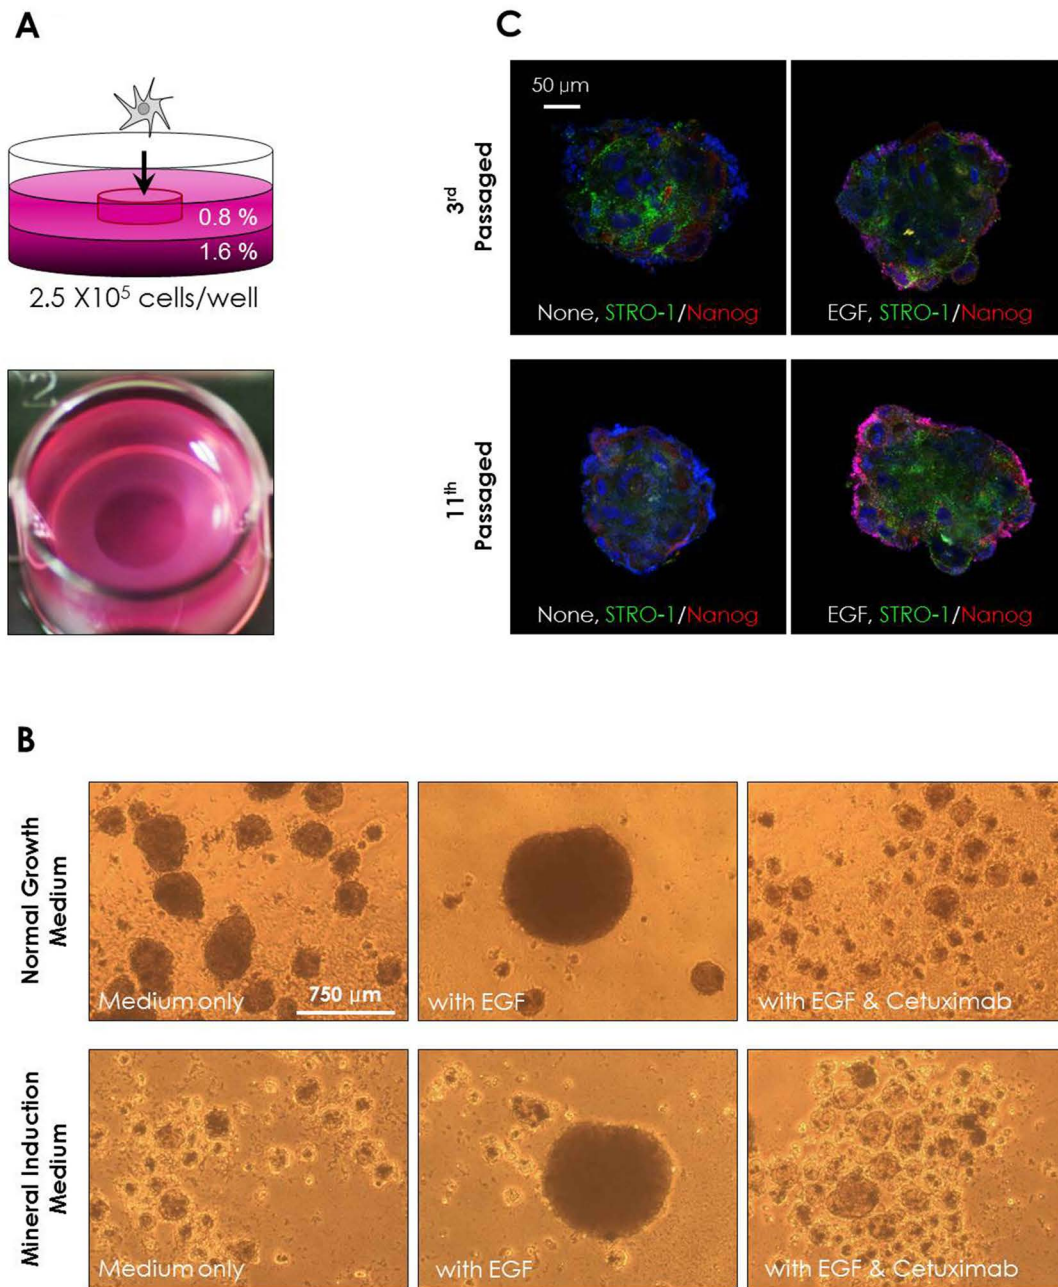 A
0.8 %
1.6 %
2.5 X10⁵ cells/well
C
50 µm
3rd
Passaged
None, STRO-1/Nanog
EGF, STRO-1/Nanog
11th
Passaged
None, STRO-1/Nanog
EGF, STRO-1/Nanog
B
Normal Growth
Medium
Medium only
750 µm
with EGF
with EGF & Cetuximab
Mineral Induction
Medium
Medium only
with EGF
with EGF & Cetuximab